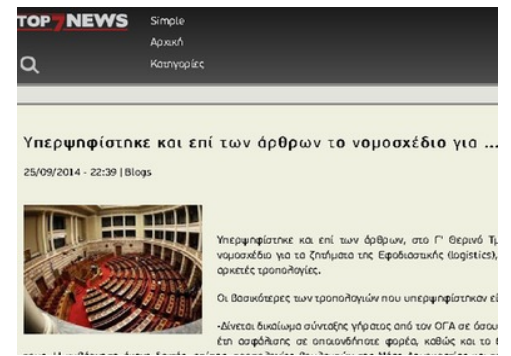 TOP7NEWS
Simple
Αρχική
Κατηγορίες
Υπερψηφίστηκε και επί των άρθρων το νομοσχέδιο για ...
25/09/2014 - 22:39 | Blogs
Υπερψηφίστηκε και επί των άρθρων, στο Γ' Θερινό
νομοσχέδιο για τα ζητήματα της Εφοδιαστικής (logistics),
αρκετές τροπολογίες.
Οι βασικότερες των τροπολογιών που υπερψηφίστηκαν
-Δίνεται δικαίωμα σύνταξης γήρατος από τον ΟΓΑ σε όσου
έτη ασφάλισης σε οποιονδήποτε φορέα, καθώς και το